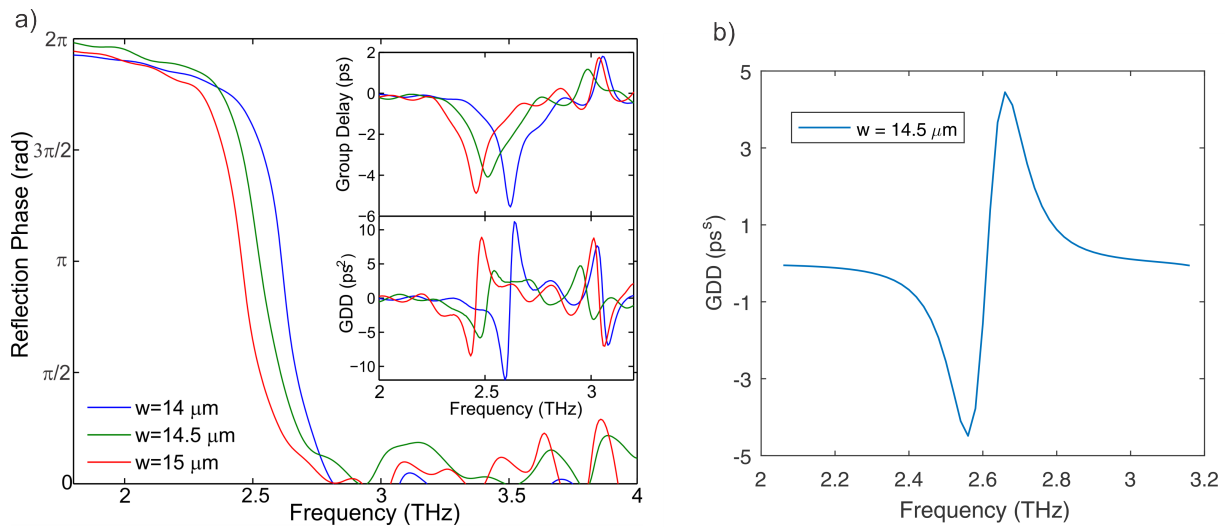 a)
2π
3π/2
π
π/2
0
Reflection Phase (rad)
2
2.5
3
3.5
4
Frequency (THz)
w=14 μm
w=14.5 μm
w=15 μm
2
0
−2
−4
−6
Group Delay (ps)
10
5
0
−5
−10
GDD (ps²)
2
2.5
3
Frequency (THz)
b)
5
3
1
-1
-3
-5
GDD (psˢ)
w = 14.5 μm
2
2.2
2.4
2.6
2.8
3
3.2
Frequency (THz)